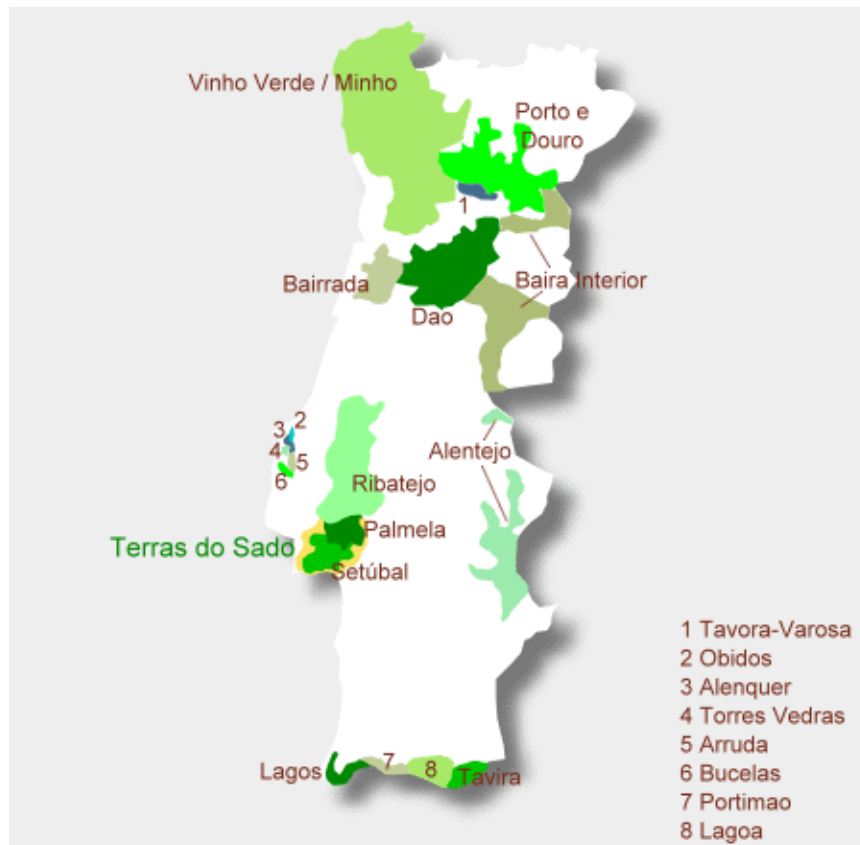 Vinho Verde / Minho
Porto e
Douro
1
Bairrada
Baira Interior
Dao
2
3
4
5
6
Alentejo
Ribatejo
Palmela
Terras do Sado
Setúbal
Lagos
7
8
Tavira
1 Tavora-Varosa
2 Obidos
3 Alenquer
4 Torres Vedras
5 Arruda
6 Bucelas
7 Portimao
8 Lagoa